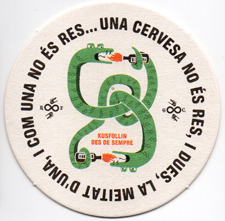 UNA CERVESA NO ÉS RES, I DUES, LA MEITAT D'UNA, I COM UNA NO ÉS RES...
KUSFOLLIN
DES DE SEMPRE